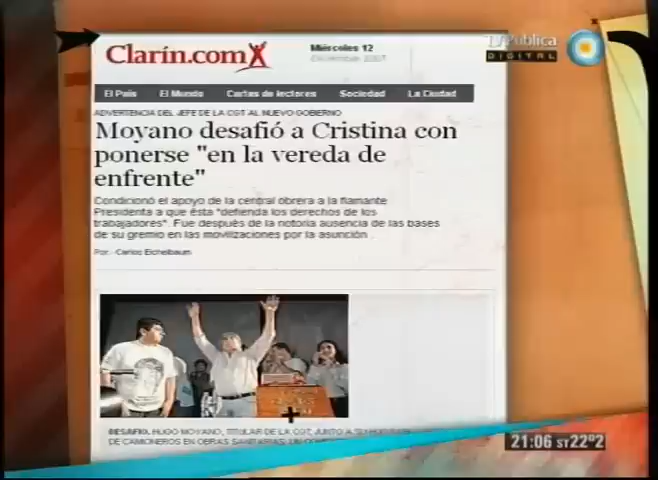 Clarín.com
Miércoles 12
Diciembre 2007
TV Pública
DIGITAL
El País El Mundo Cartas de lectores Sociedad La Ciudad
ADVERTENCIA DEL JEFE DE LA CGT AL NUEVO GOBIERNO
Moyano desafió a Cristina con
ponerse "en la vereda de
enfrente"
Condicionó el apoyo de la central obrera a la flamante
Presidenta a que ésta "defienda los derechos de los
trabajadores". Fue después de la notoria ausencia de las bases
de su gremio en las movilizaciones por la asunción.
Por: Carlos Eichelbaum
DESAFIO. HUGO MOYANO, TITULAR DE LA CGT, JUNTO A SU
DE CAMIONEROS EN OBRAS SANITARIAS.
21:06 ST22º2